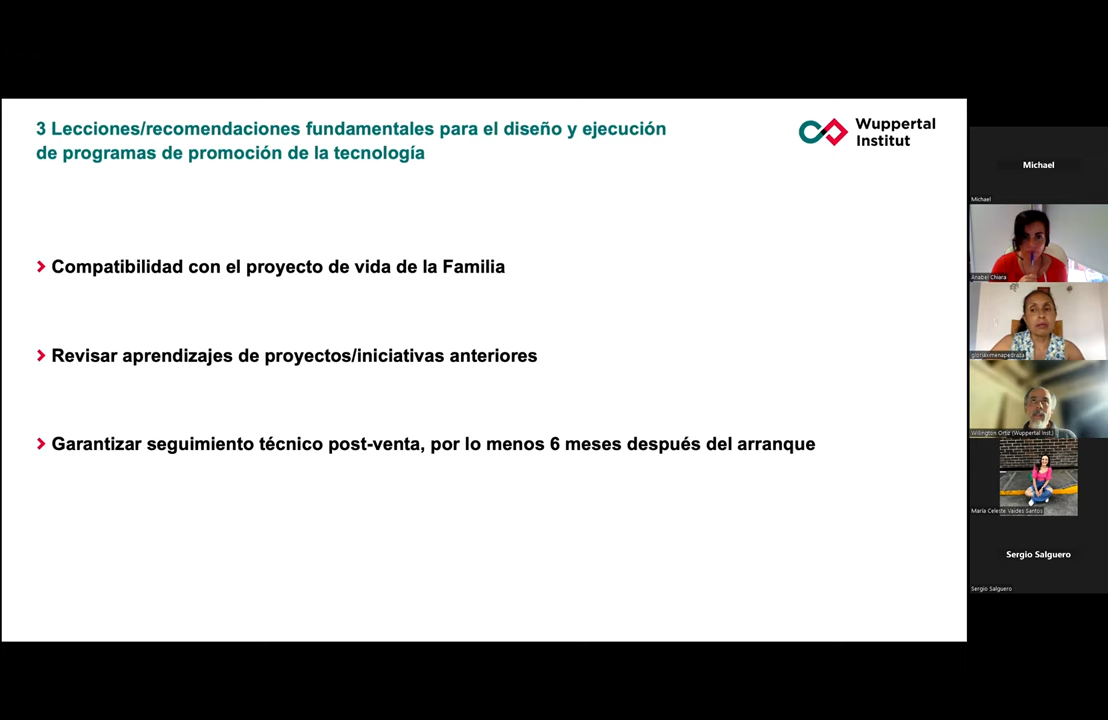 3 Lecciones/recomendaciones fundamentales para el diseño y ejecución
de programas de promoción de la tecnología
Wuppertal
Institut
> Compatibilidad con el proyecto de vida de la Familia
> Revisar aprendizajes de proyectos/iniciativas anteriores
> Garantizar seguimiento técnico post-venta, por lo menos 6 meses después del arranque
Michael
Michael
Anabel Chiara
gloriaximenapedraza
Willington Ortiz (Wuppertal Inst.)
María Celeste Valdes Santos
Sergio Salguero
Sergio Salguero